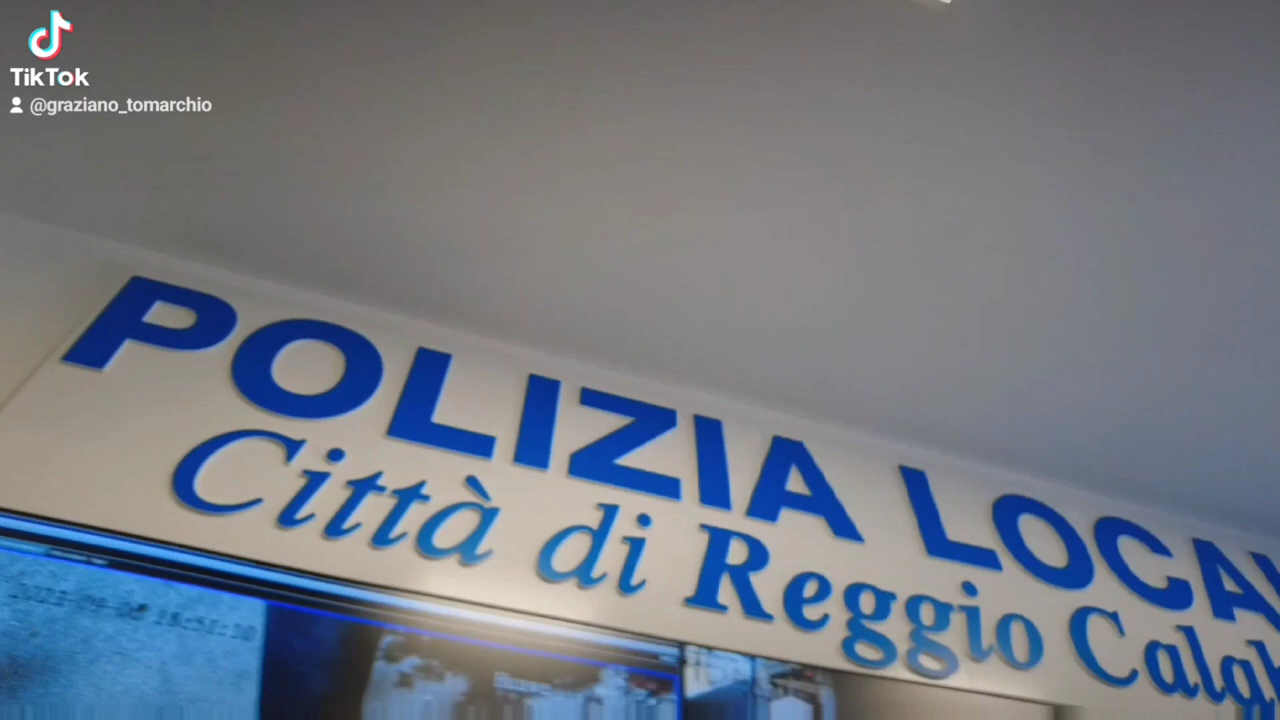 TikTok
@graziano_tomarchio
POLIZIA LOCA
Città di Reggio Cala